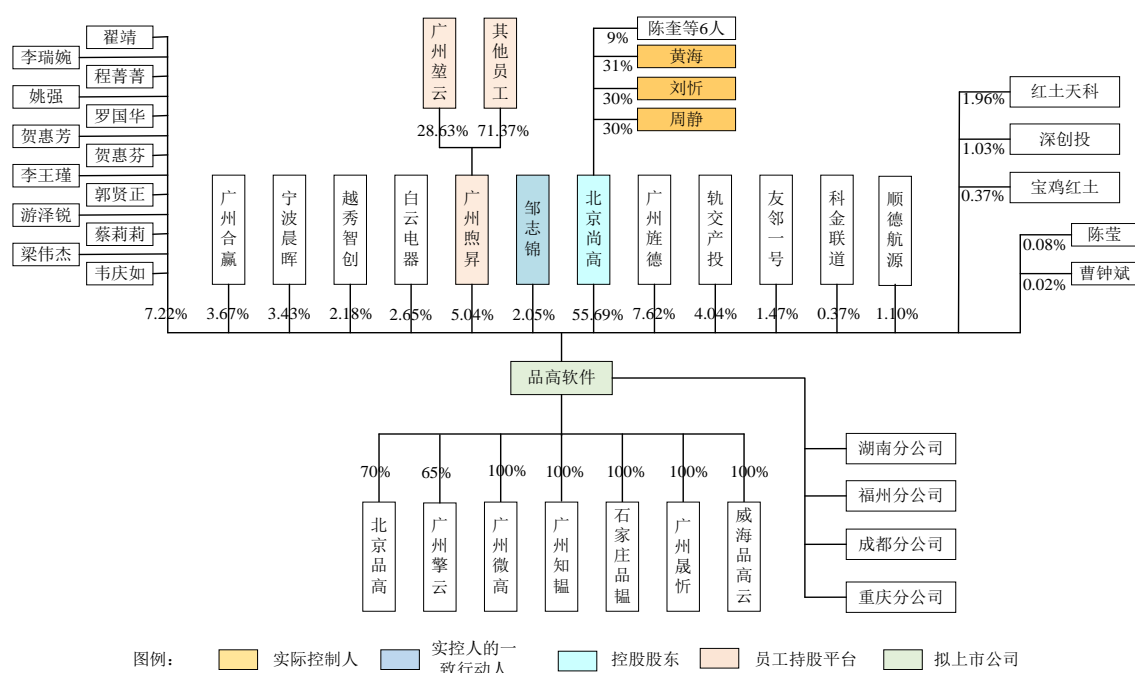 翟靖
李瑞婉
程菁菁
姚强
罗国华
贺惠芳
贺惠芬
李王瑾
郭贤正
游泽锐
蔡莉莉
梁伟杰
韦庆如
7.22%
广州堃云
其他员工
28.63%
71.37%
陈奎等6人
9%
黄海
31%
刘忻
30%
周静
30%
红土天科
1.96%
深创投
1.03%
宝鸡红土
0.37%
陈莹
0.08%
曹钟斌
0.02%
广州合赢
宁波晨晖
越秀智创
白云电器
广州煦昇
邹志锦
北京尚高
广州旌德
轨交产投
友邻一号
科金联道
顺德航源
3.67%
3.43%
2.18%
2.65%
5.04%
2.05%
55.69%
7.62%
4.04%
1.47%
0.37%
1.10%
品高软件
70%
65%
100%
100%
100%
100%
100%
北京品高
广州擎云
广州微高
广州知韫
石家庄品韫
广州晟忻
威海品高云
湖南分公司
福州分公司
成都分公司
重庆分公司
图例：
实际控制人
实控人的一
致行动人
控股股东
员工持股平台
拟上市公司